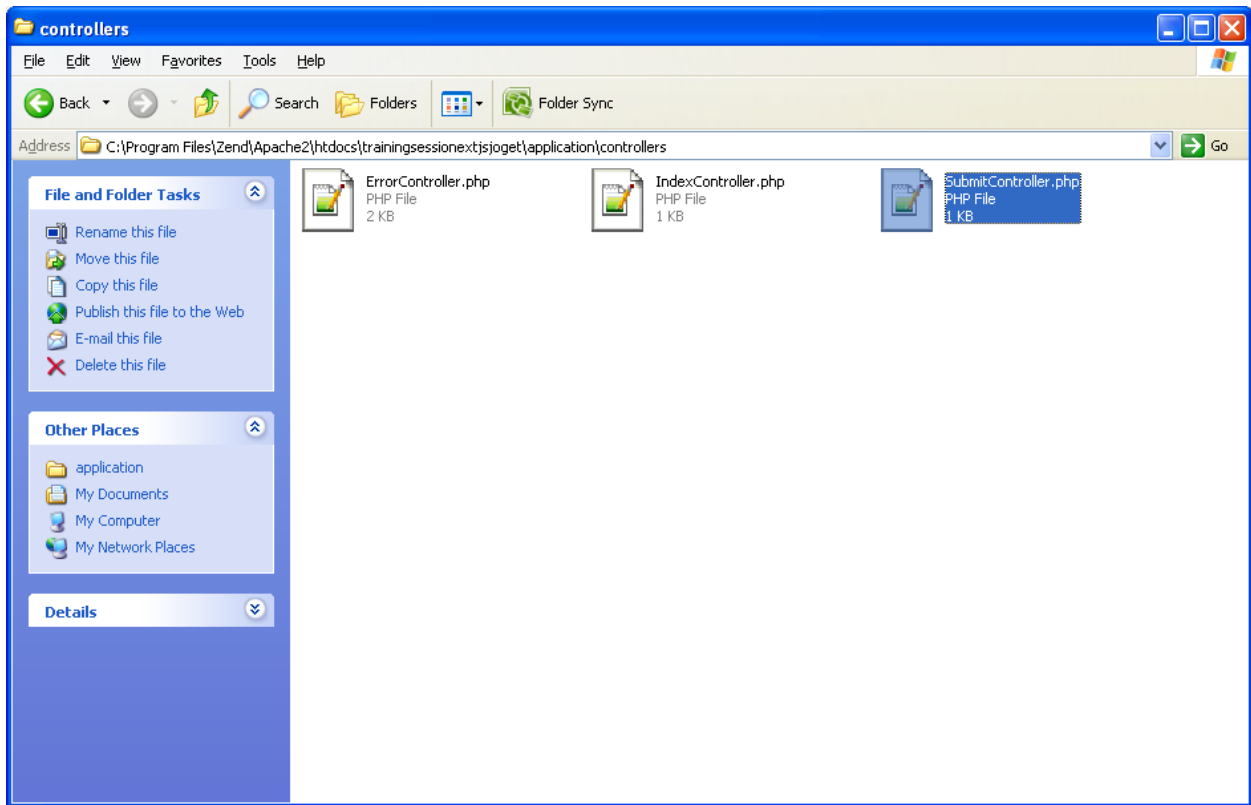 controllers
File Edit View Favorites Tools Help
Back Search Folders Folder Sync
Address C:\Program Files\Zend\Apache2\htdocs\trainingsessionextjsjoget\application\controllers Go
File and Folder Tasks
Rename this file
Move this file
Copy this file
Publish this file to the Web
E-mail this file
Delete this file
Other Places
application
My Documents
My Computer
My Network Places
Details
ErrorController.php
PHP File
2 KB
IndexController.php
PHP File
1 KB
SubmitController.php
PHP File
1 KB